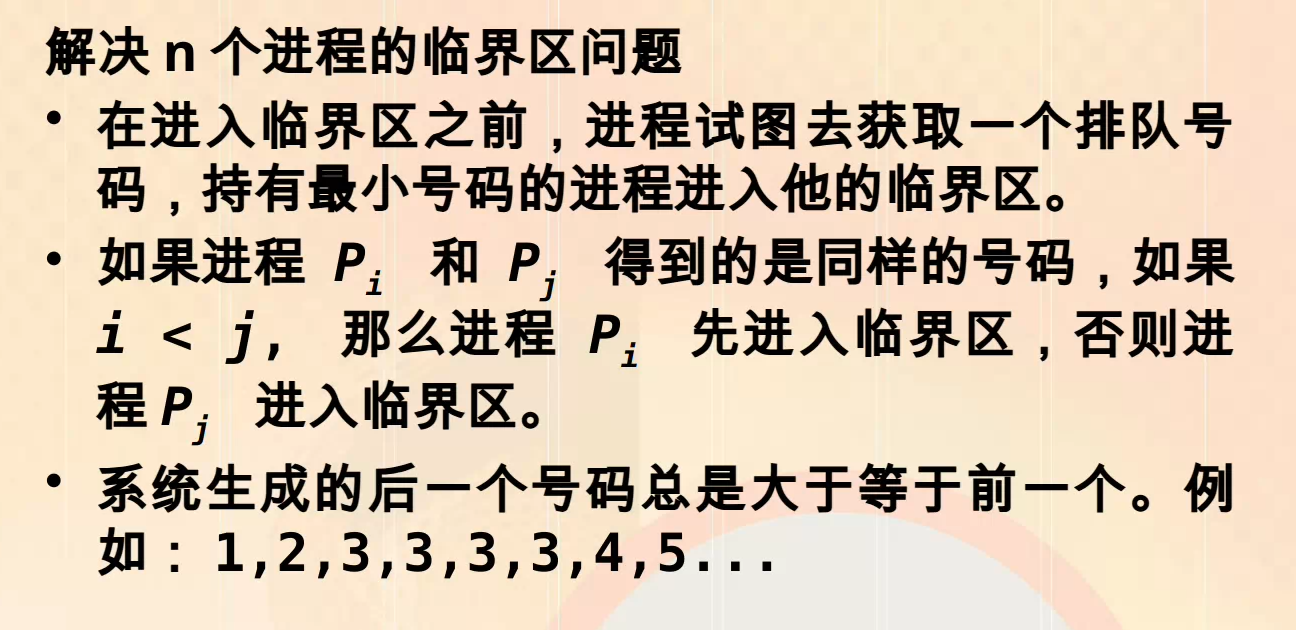 解决 n 个进程的临界区问题
• 在进入临界区之前，进程试图去获取一个排队号
码，持有最小号码的进程进入他的临界区。
• 如果进程 Pi 和 Pj 得到的是同样的号码，如果
i < j, 那么进程 Pi 先进入临界区，否则进
程 Pj 进入临界区。
• 系统生成的后一个号码总是大于等于前一个。例
如：1,2,3,3,3,3,4,5...